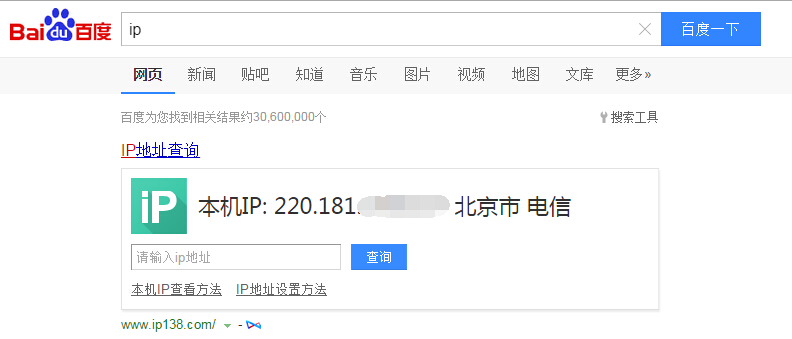 Bai du 百度 ip 百度一下
网页 新闻 贴吧 知道 音乐 图片 视频 地图 文库 更多»
百度为您找到相关结果约30,600,000个 搜索工具
IP地址查询
iP 本机IP: 220.181. 北京市 电信
请输入ip地址 查询
本机IP查看方法 IP地址设置方法
www.ip138.com/ -